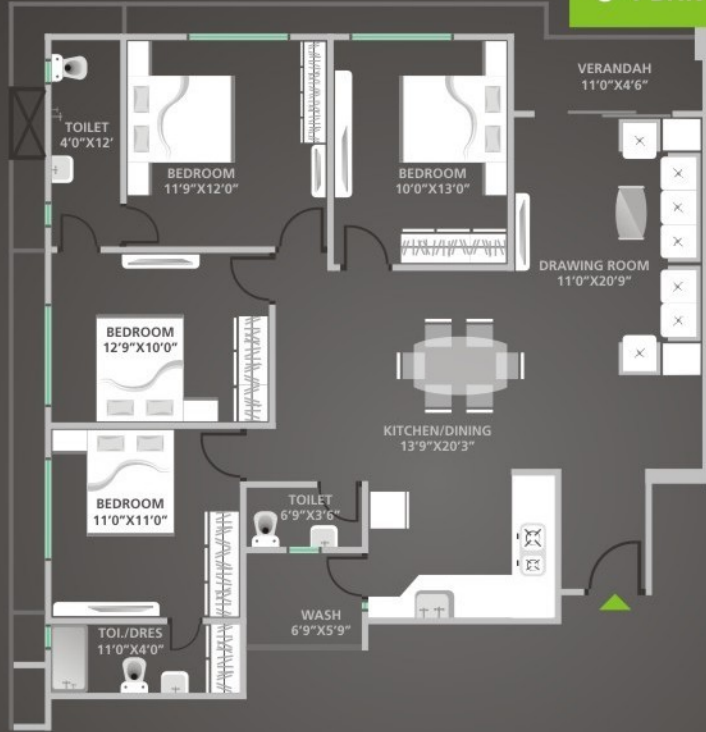 VERANDAH
11'0"X4'6"
TOILET
4'0"X12'
BEDROOM
11'9"X12'0"
BEDROOM
10'0"X13'0"
DRAWING ROOM
11'0"X20'9"
BEDROOM
12'9"X10'0"
KITCHEN/DINING
13'9"X20'3"
BEDROOM
11'0"X11'0"
TOILET
6'9"X3'6"
WASH
6'9"X5'9"
TOI./DRES
11'0"X4'0"